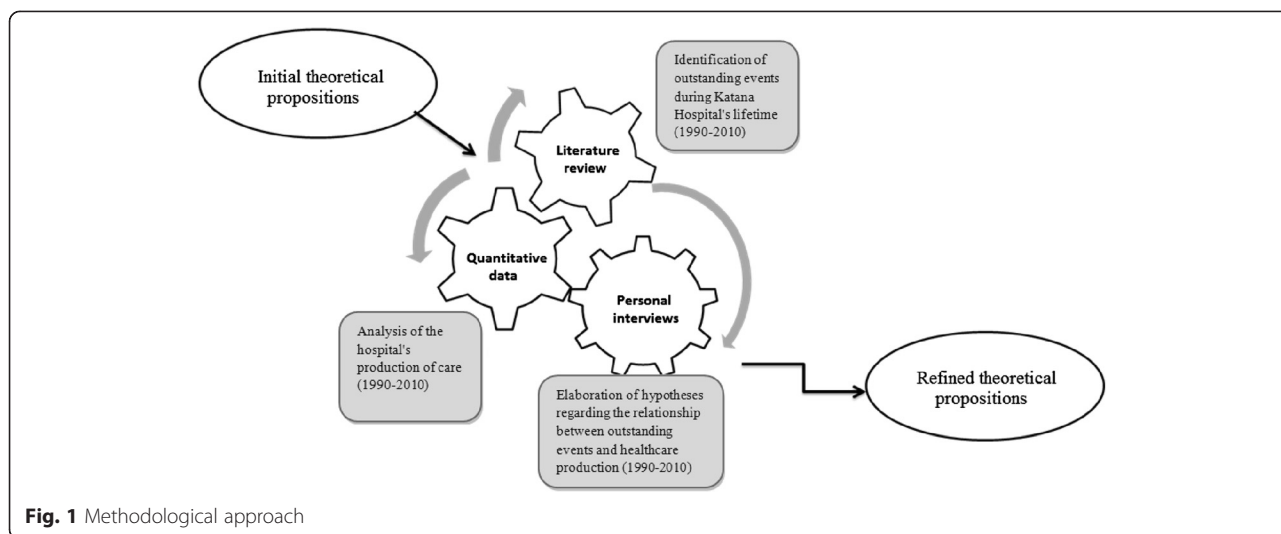 Initial theoretical
propositions
Identification of
outstanding events
during Katana
Hospital's lifetime
(1990-2010)
Literature
review
Quantitative
data
Personal
interviews
Analysis of the
hospital's
production of care
(1990-2010)
Elaboration of hypotheses
regarding the relationship
between outstanding
events and healthcare
production (1990-2010)
Refined theoretical
propositions
Fig. 1 Methodological approach